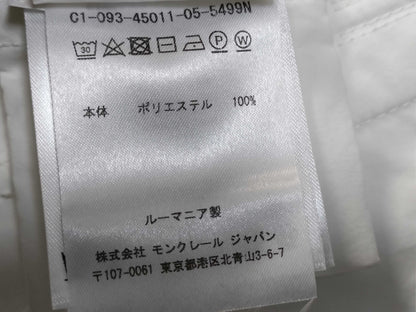 C1-093-45011-05-5499N
30 P W
本体 ポリエステル 100%
ルーマニア製
株式会社 モンクレール ジャパン
〒107-0061 東京都港区北青山3-6-7